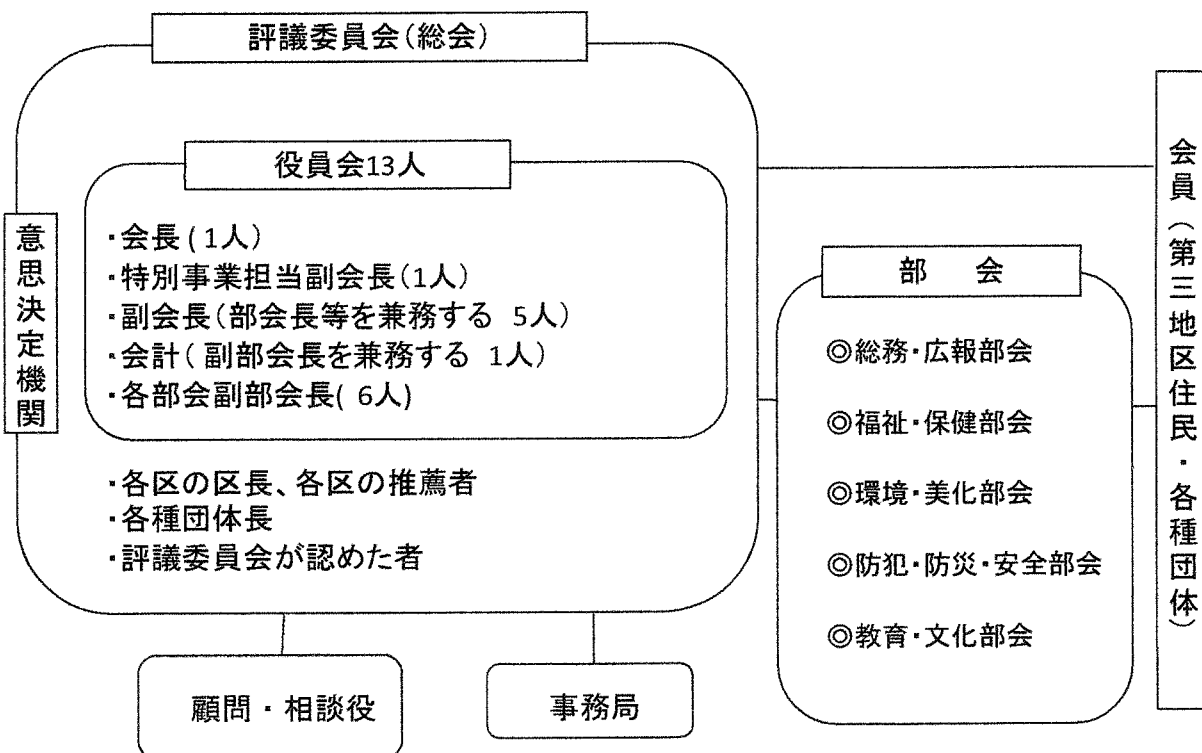 評議委員会(総会)
役員会13人
意思決定機関
・会長 ( 1人)
・特別事業担当副会長(1人)
・副会長(部会長等を兼務する 5人)
・会計( 副部会長を兼務する 1人)
・各部会副部会長( 6人)
・各区の区長、各区の推薦者
・各種団体長
・評議委員会が認めた者
顧問・相談役
事務局
部 会
◎総務・広報部会
◎福祉・保健部会
◎環境・美化部会
◎防犯・防災・安全部会
◎教育・文化部会
会員(第三地区住民・各種団体)